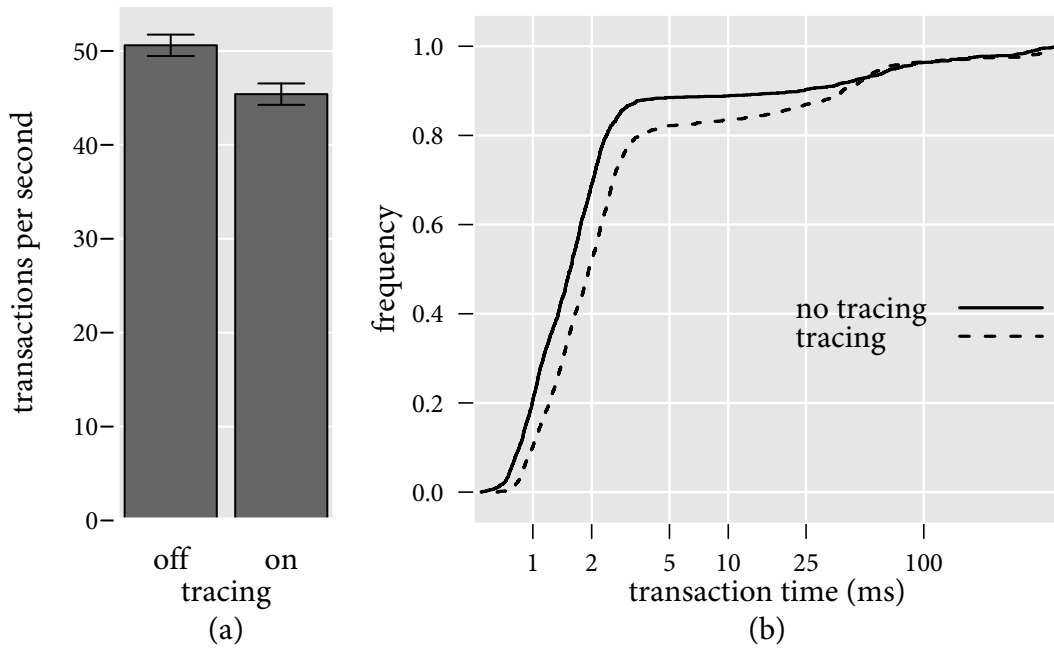 transactions per second
50
40
30
20
10
0
off on
tracing
(a)
frequency
1.0
0.8
0.6
0.4
0.2
0.0
no tracing
tracing
1 2 5 10 25 100
transaction time (ms)
(b)